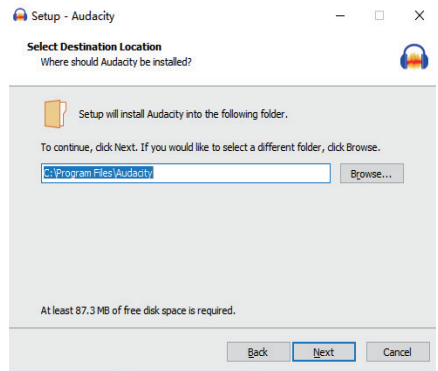 Setup - Audacity
Select Destination Location
Where should Audacity be installed?
Setup will install Audacity into the following folder.
To continue, click Next. If you would like to select a different folder, click Browse.
C:\Program Files\Audacity
Browse...
At least 87.3 MB of free disk space is required.
Back Next Cancel